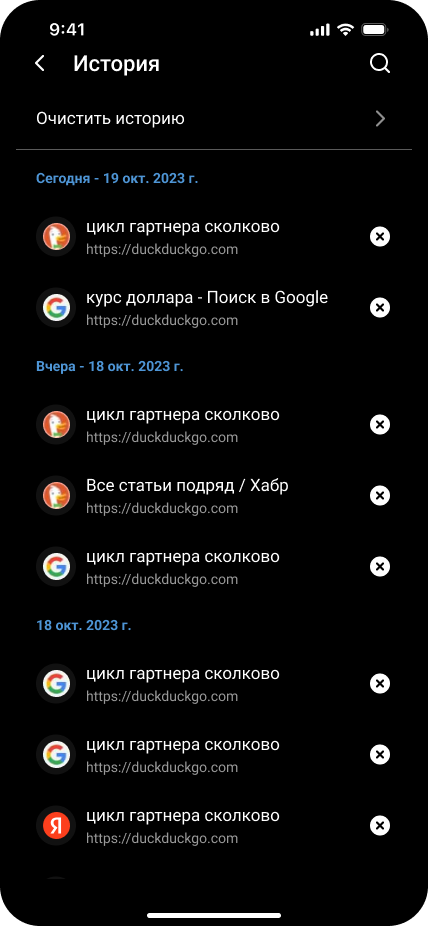 9:41
История
Очистить историю
Сегодня - 19 окт. 2023 г.
цикл гартнера сколково
https://duckduckgo.com
курс доллара - Поиск в Google
https://duckduckgo.com
Вчера - 18 окт. 2023 г.
цикл гартнера сколково
https://duckduckgo.com
Все статьи подряд / Хабр
https://duckduckgo.com
цикл гартнера сколково
https://duckduckgo.com
18 окт. 2023 г.
цикл гартнера сколково
https://duckduckgo.com
цикл гартнера сколково
https://duckduckgo.com
Я цикл гартнера сколково
https://duckduckgo.com